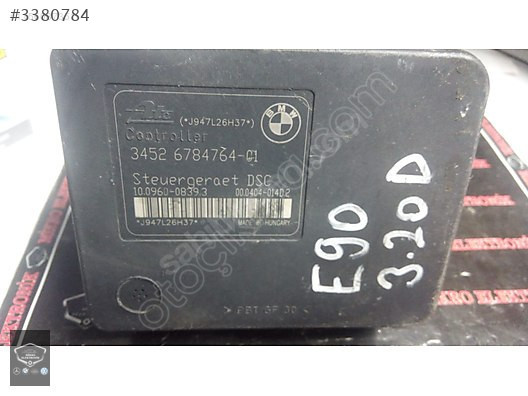 #3380784
(*J947L26H37*)
BMW
Controller
3452 6784764-01
Steuergeraet DSC
10.0960-0839.3 00.0404-014D.2
*J947L26H37* MADE IN HUNGARY
E90
3.20D